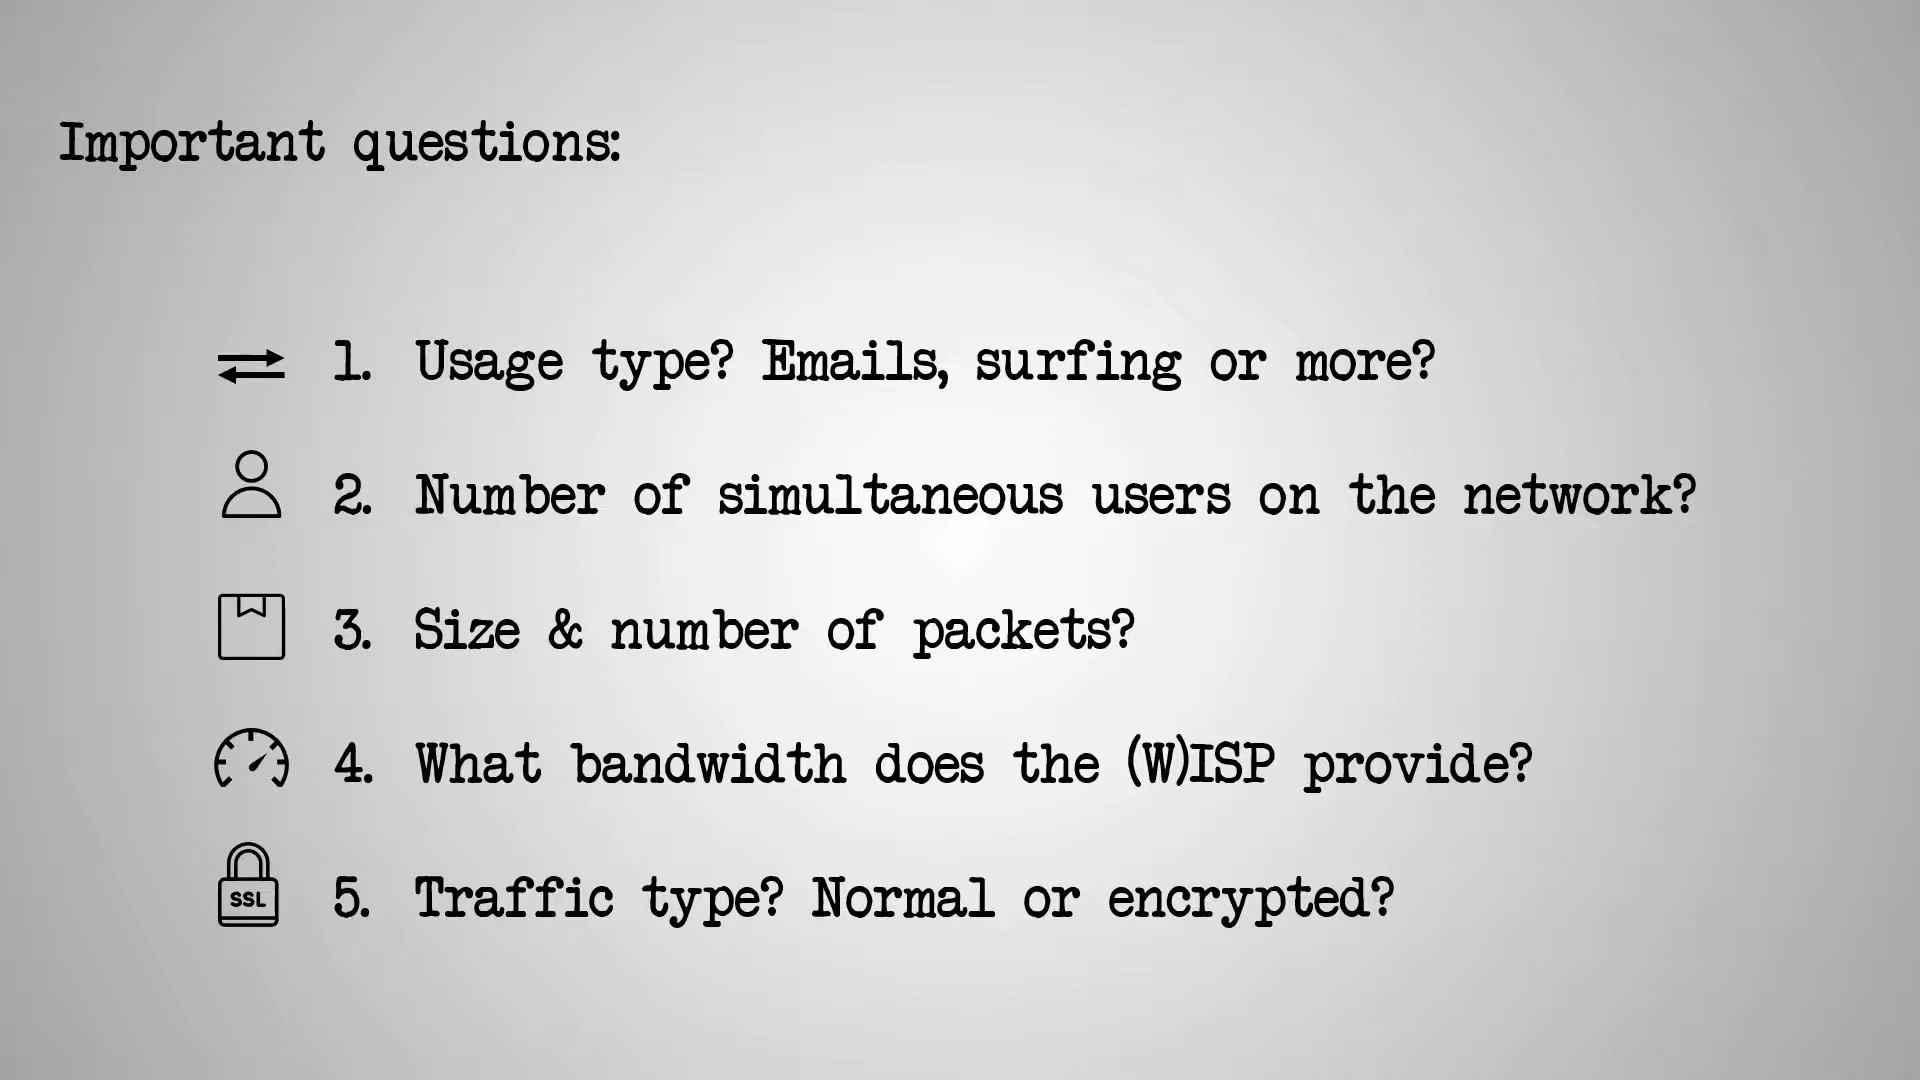 Important questions:
1. Usage type? Emails, surfing or more?
2. Number of simultaneous users on the network?
3. Size & number of packets?
4. What bandwidth does the (W)ISP provide?
SSL 5. Traffic type? Normal or encrypted?